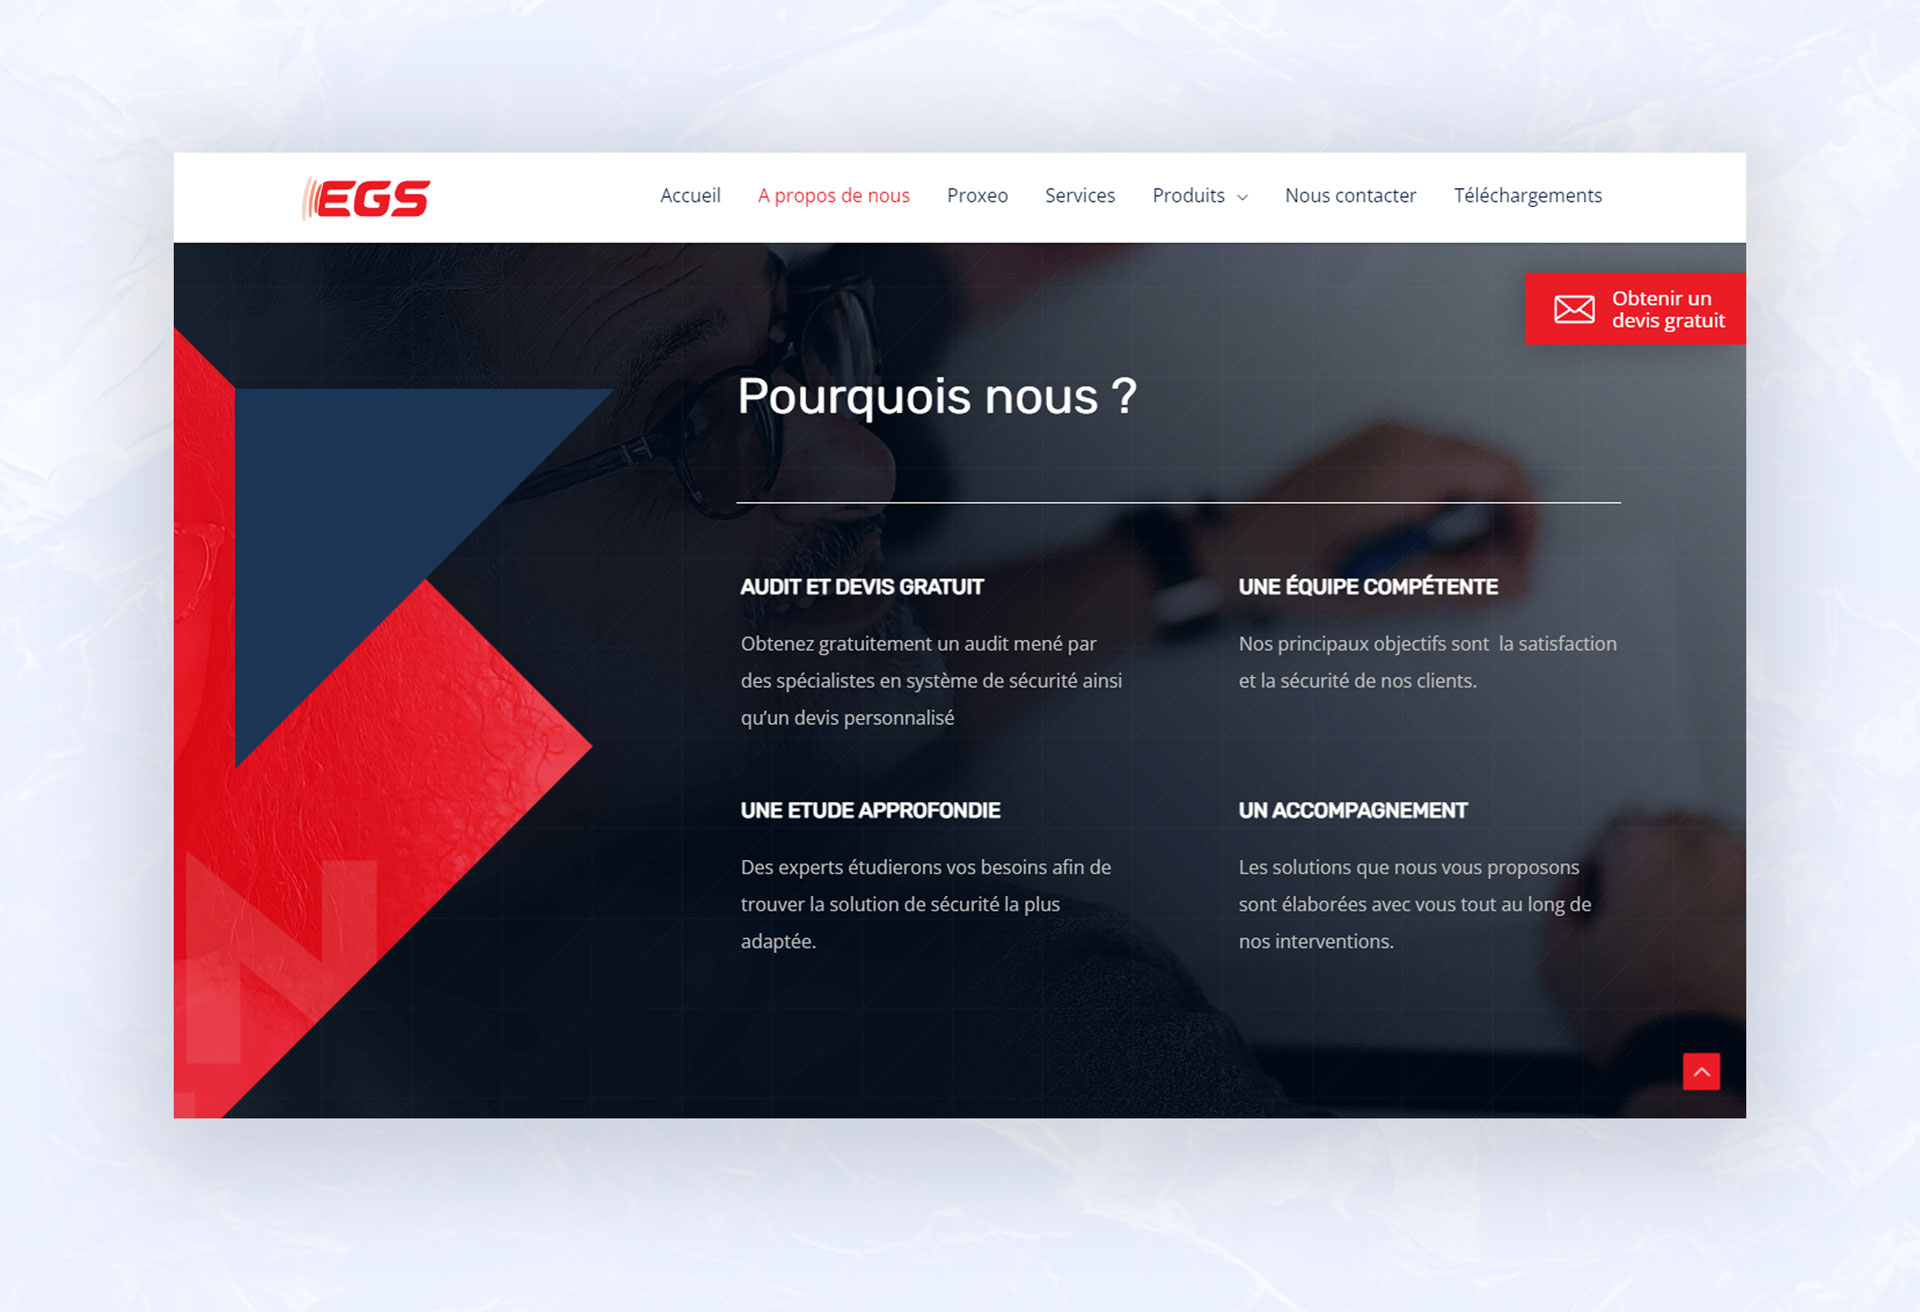 EGS
Accueil
A propos de nous
Proxeo
Services
Produits
Nous contacter
Téléchargements
Obtenir un
devis gratuit
Pourquois nous ?
AUDIT ET DEVIS GRATUIT
Obtenez gratuitement un audit mené par
des spécialistes en système de sécurité ainsi
qu’un devis personnalisé
UNE ÉQUIPE COMPÉTENTE
Nos principaux objectifs sont  la satisfaction
et la sécurité de nos clients.
UNE ETUDE APPROFONDIE
Des experts étudierons vos besoins afin de
trouver la solution de sécurité la plus
adaptée.
UN ACCOMPAGNEMENT
Les solutions que nous vous proposons
sont élaborées avec vous tout au long de
nos interventions.
N